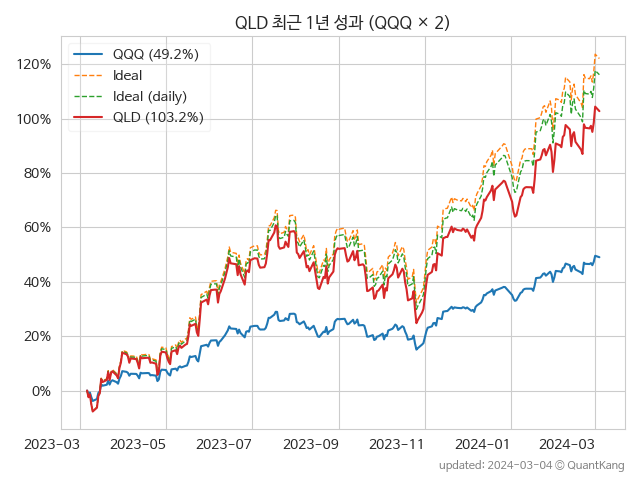 QLD 최근 1년 성과 (QQQ × 2)
QQQ (49.2%)
Ideal
Ideal (daily)
QLD (103.2%)
120%
100%
80%
60%
40%
20%
0%
2023-03 2023-05 2023-07 2023-09 2023-11 2024-01 2024-03
updated: 2024-03-04 © QuantKang